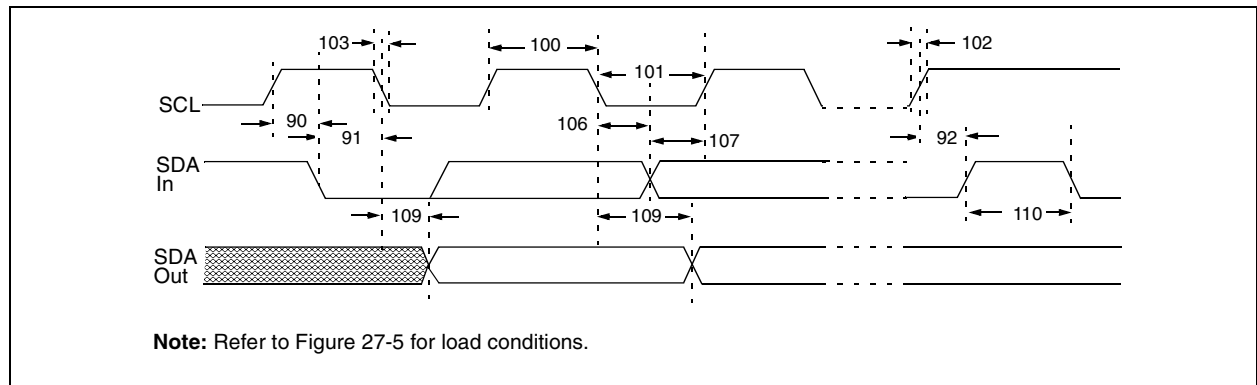 103
100
102
101
SCL
90
91
106
107
92
SDA
In
109
109
110
SDA
Out
Note: Refer to Figure 27-5 for load conditions.